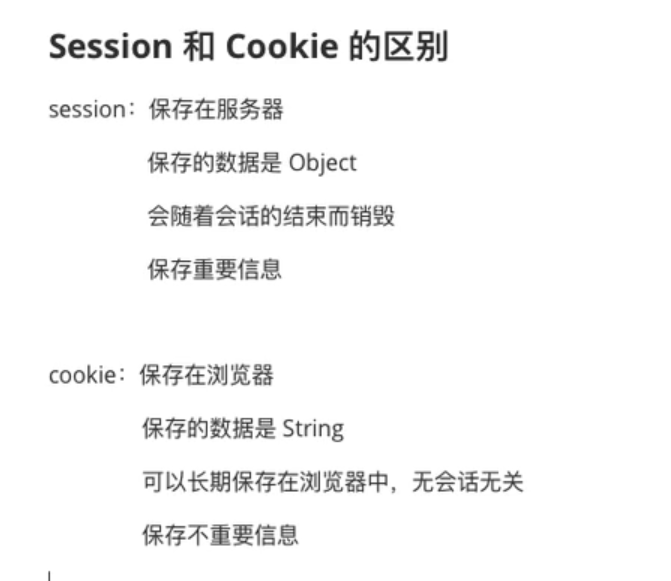 Session 和 Cookie 的区别
session：保存在服务器
保存的数据是 Object
会随着会话的结束而销毁
保存重要信息
cookie：保存在浏览器
保存的数据是 String
可以长期保存在浏览器中，无会话无关
保存不重要信息